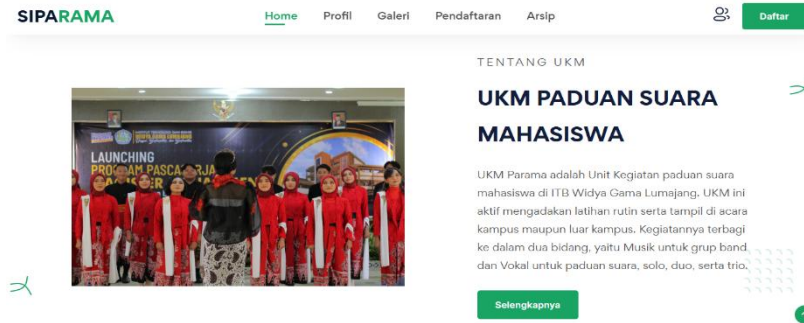 SIPARAMA Home Profil Galeri Pendaftaran Arsip Daftar
TENTANG UKM
UKM PADUAN SUARA
MAHASISWA
LAUNCHING
PROGRAM PASCA
UKM Parama adalah Unit Kegiatan paduan suara
mahasiswa di ITB Widya Gama Lumajang. UKM ini
aktif mengadakan latihan rutin serta tampil di acara
kampus maupun luar kampus. Kegiatannya terbagi
ke dalam dua bidang, yaitu Musik untuk grup band
dan Vokal untuk paduan suara, solo, duo, serta trio.
Selengkapnya